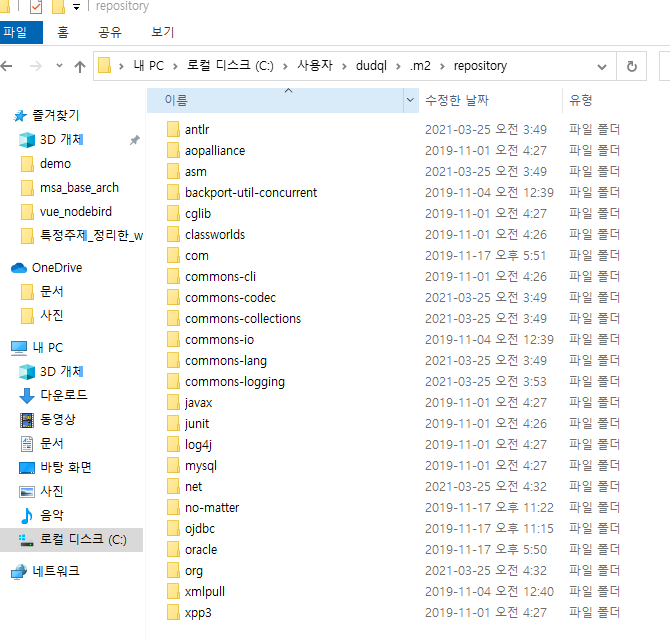 repository
파일
홈
공유
보기
내 PC
로컬 디스크 (C:)
사용자
dudql
.m2
repository
이름
수정한 날짜
유형
즐겨찾기
3D 개체
demo
msa_base_arch
vue_nodebird
특정주제_정리한_w
OneDrive
문서
사진
내 PC
3D 개체
다운로드
동영상
문서
바탕 화면
사진
음악
로컬 디스크 (C:)
네트워크
antlr 2021-03-25 오전 3:49 파일 폴더
aopalliance 2019-11-01 오전 4:27 파일 폴더
asm 2021-03-25 오전 3:49 파일 폴더
backport-util-concurrent 2019-11-04 오전 12:39 파일 폴더
cglib 2019-11-01 오전 4:27 파일 폴더
classworlds 2019-11-01 오전 4:26 파일 폴더
com 2019-11-17 오후 5:51 파일 폴더
commons-cli 2019-11-01 오전 4:26 파일 폴더
commons-codec 2021-03-25 오전 3:49 파일 폴더
commons-collections 2021-03-25 오전 3:49 파일 폴더
commons-io 2019-11-04 오전 12:39 파일 폴더
commons-lang 2021-03-25 오전 3:49 파일 폴더
commons-logging 2021-03-25 오전 3:53 파일 폴더
javax 2019-11-01 오전 4:27 파일 폴더
junit 2019-11-01 오전 4:26 파일 폴더
log4j 2019-11-01 오전 4:27 파일 폴더
mysql 2019-11-01 오전 4:27 파일 폴더
net 2021-03-25 오전 4:32 파일 폴더
no-matter 2019-11-17 오후 11:22 파일 폴더
ojdbc 2019-11-17 오후 11:15 파일 폴더
oracle 2019-11-17 오후 5:50 파일 폴더
org 2021-03-25 오전 4:32 파일 폴더
xmlpull 2019-11-04 오전 12:40 파일 폴더
xpp3 2019-11-01 오전 4:27 파일 폴더